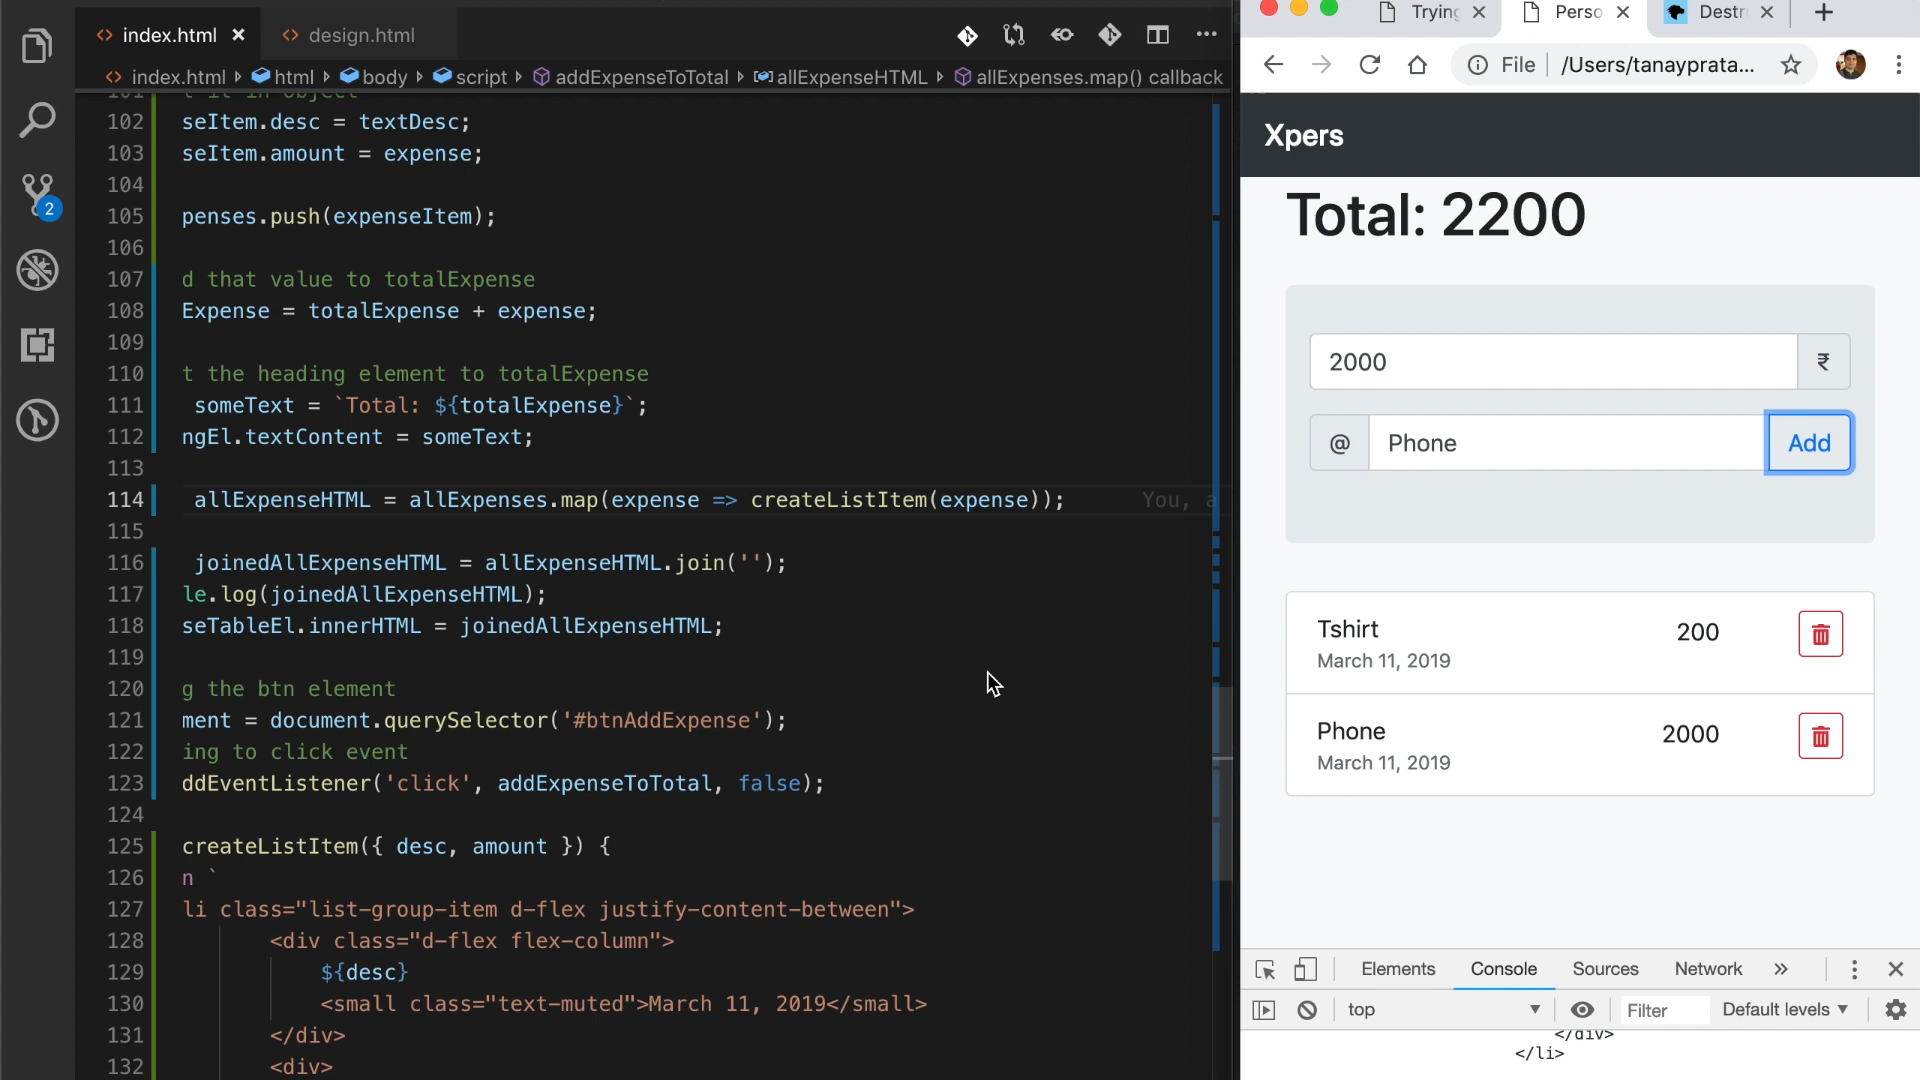 index.html
design.html
index.html
html
body
script
addExpenseToTotal
allExpenseHTML
allExpenses.map() callback
101 t it in object
102 seItem.desc = textDesc;
103 seItem.amount = expense;
104
105 penses.push(expenseItem);
106
107 d that value to totalExpense
108 Expense = totalExpense + expense;
109
110 t the heading element to totalExpense
111 someText = `Total: ${totalExpense}`;
112 ngEl.textContent = someText;
113
114 allExpenseHTML = allExpenses.map(expense => createListItem(expense)); You, a
115
116 joinedAllExpenseHTML = allExpenseHTML.join('');
117 le.log(joinedAllExpenseHTML);
118 seTableEl.innerHTML = joinedAllExpenseHTML;
119
120 g the btn element
121 ment = document.querySelector('#btnAddExpense');
122 ing to click event
123 ddEventListener('click', addExpenseToTotal, false);
124
125 createListItem({ desc, amount }) {
126 n `
127 li class="list-group-item d-flex justify-content-between">
128 <div class="d-flex flex-column">
129 ${desc}
130 <small class="text-muted">March 11, 2019</small>
131 </div>
132 <div>
2
Trying
Perso
Destr
File
/Users/tanayprata...
Xpers
Total: 2200
2000
₹
@
Phone
Add
Tshirt
200
March 11, 2019
Phone
2000
March 11, 2019
Elements
Console
Sources
Network
»
top
Filter
Default levels
</div>
</li>